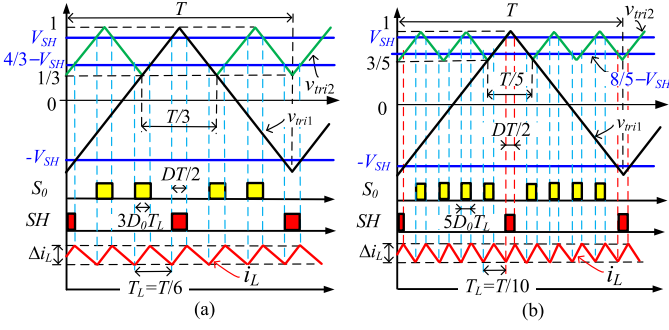 T
1
V_SH
v_tri2
4/3−V_SH
1/3
0
T/3
v_tri1
-V_SH
DT/2
S_0
3D_0T_L
SH
Δi_L
T_L=T/6
i_L
(a)
T
1
v_tri2
V_SH
3/5
8/5−V_SH
T/5
0
DT/2
v_tri1
-V_SH
S_0
5D_0T_L
SH
Δi_L
T_L=T/10
i_L
(b)